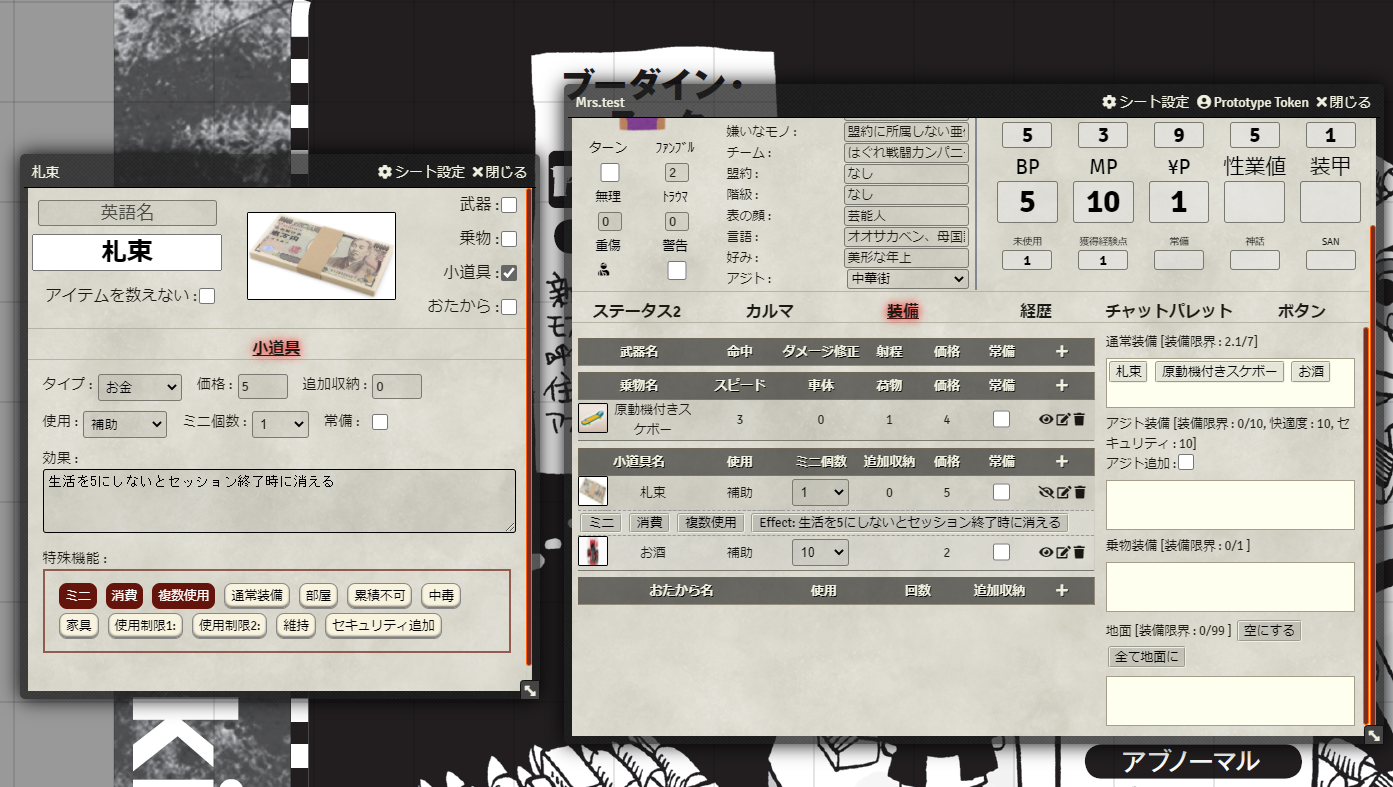 ブーダイン・
札束
シート設定 閉じる
英語名
札束
アイテムを数えない :
武器 :
乗物 :
小道具 :
おたから :
小道具
タイプ : お金 価格 : 5 追加収納 : 0
使用 : 補助 ミニ個数 : 1 常備 :
効果 :
生活を5にしないとセッション終了時に消える
特殊機能 :
ミニ 消費 複数使用 通常装備 部屋 累積不可 中毒
家具 使用制限1: 使用制限2: 維持 セキュリティ追加
Mrs.test
シート設定 Prototype Token 閉じる
ターン ファンブル
2
無理 トラウマ
0 0
重傷 警告
嫌いなモノ : 盟約に所属しない亜
チーム : はぐれ戦闘カンパニ
盟約: なし
階級: なし
表の顔: 芸能人
言語: オオサカベン、母国
好み: 美形な年上
アジト: 中華街
5 3 9 5 1
BP MP ¥P 性業値 装甲
5 10 1
未使用 獲得経験点 常備 神話 SAN
1 1
ステータス2 カルマ 装備 経歴 チャットパレット ボタン
武器名 命中 ダメージ修正 射程 価格 常備 +
乗物名 スピード 車体 荷物 価格 常備 +
原動機付きス
ケボー 3 0 1 4
小道具名 使用 ミニ個数 追加収納 価格 常備 +
札束 補助 1 0 5
ミニ 消費 複数使用 Effect: 生活を5にしないとセッション終了時に消える
お酒 補助 10 2
おたから名 使用 回数 追加収納 +
通常装備 [装備限界 : 2.1/7]
札束 原動機付きスケボー お酒
アジト装備 [装備限界 : 0/10, 快適度 : 10, セ
キュリティ : 10]
アジト追加:
乗物装備 [装備限界 : 0/1 ]
地面 [装備限界 : 0/99 ] 空にする
全て地面に
アブノーマル